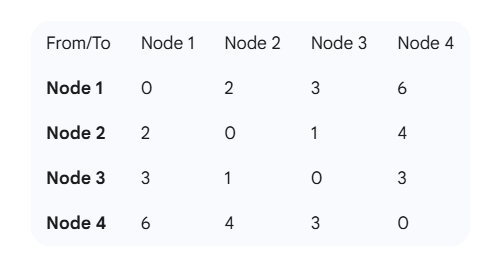 From/To Node 1 Node 2 Node 3 Node 4
Node 1 0 2 3 6
Node 2 2 0 1 4
Node 3 3 1 0 3
Node 4 6 4 3 0